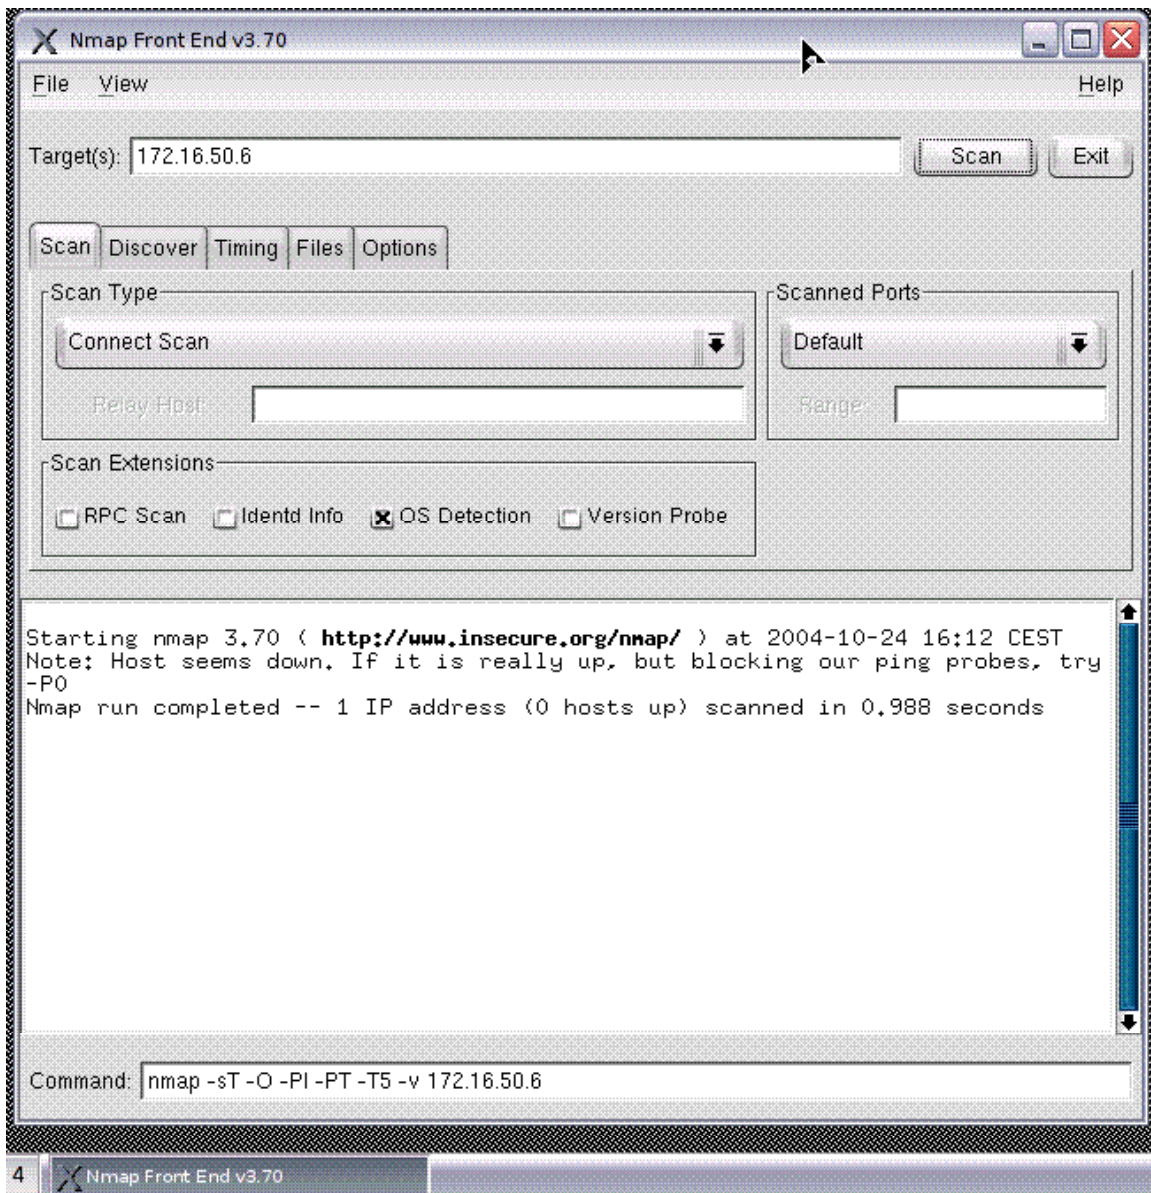 Nmap Front End v3.70
File View Help
Target(s): 172.16.50.6 Scan Exit
Scan Discover Timing Files Options
Scan Type Scanned Ports
Connect Scan Default
Relay Host: Range:
Scan Extensions
RPC Scan Identd Info OS Detection Version Probe
Starting nmap 3.70 ( http://www.insecure.org/nmap/ ) at 2004-10-24 16:12 CEST
Note: Host seems down. If it is really up, but blocking our ping probes, try
-P0
Nmap run completed -- 1 IP address (0 hosts up) scanned in 0.988 seconds
Command: nmap -sT -O -PI -PT -T5 -v 172.16.50.6
4 Nmap Front End v3.70